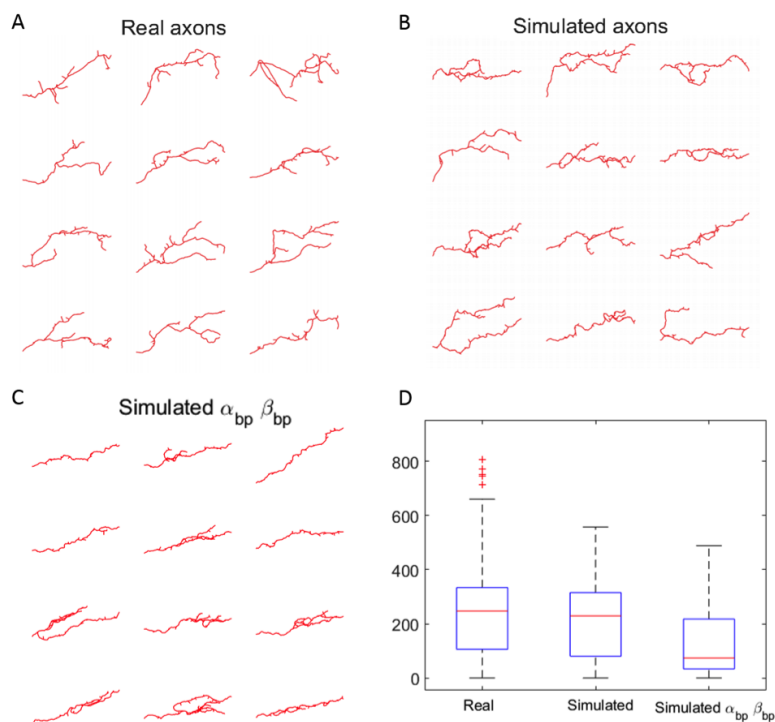 A
Real axons
B
Simulated axons
C
Simulated α_bp β_bp
D
800
600
400
200
0
Real
Simulated
Simulated α_bp β_bp